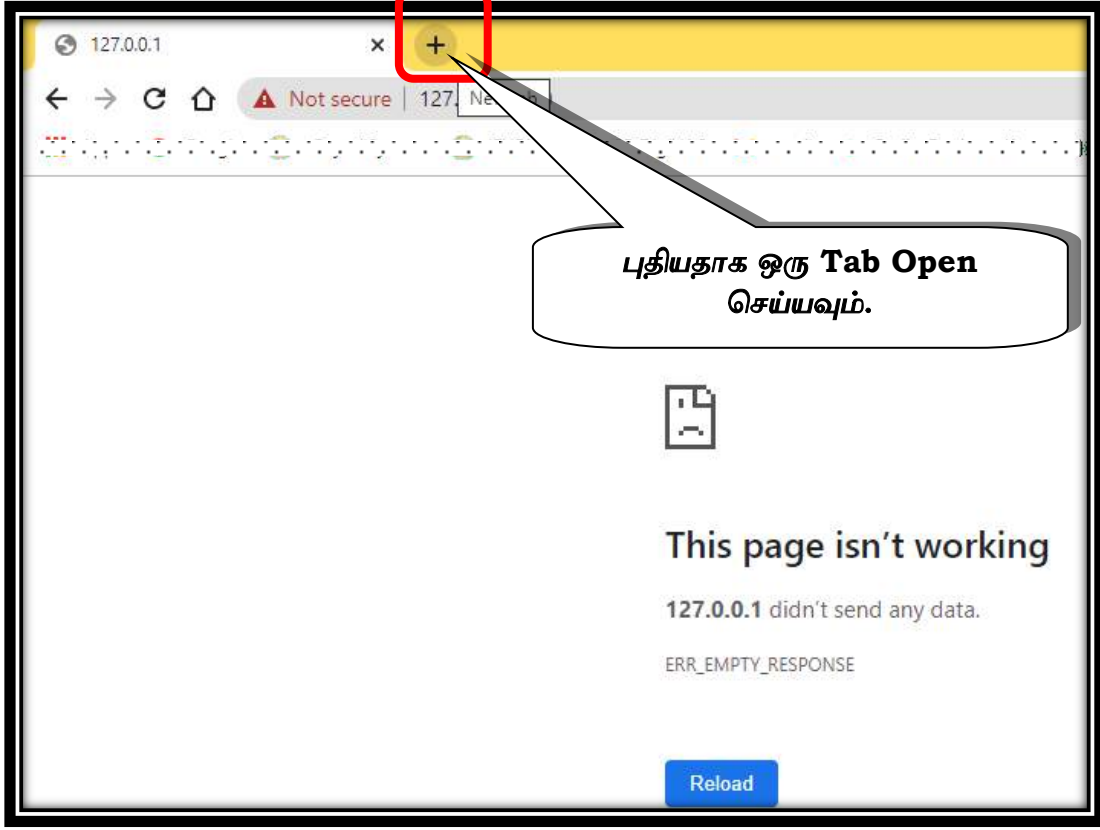 127.0.0.1
Not secure | 127.
புதியதாக ஒரு Tab Open
செய்யவும்.
This page isn’t working
127.0.0.1 didn’t send any data.
ERR_EMPTY_RESPONSE
Reload